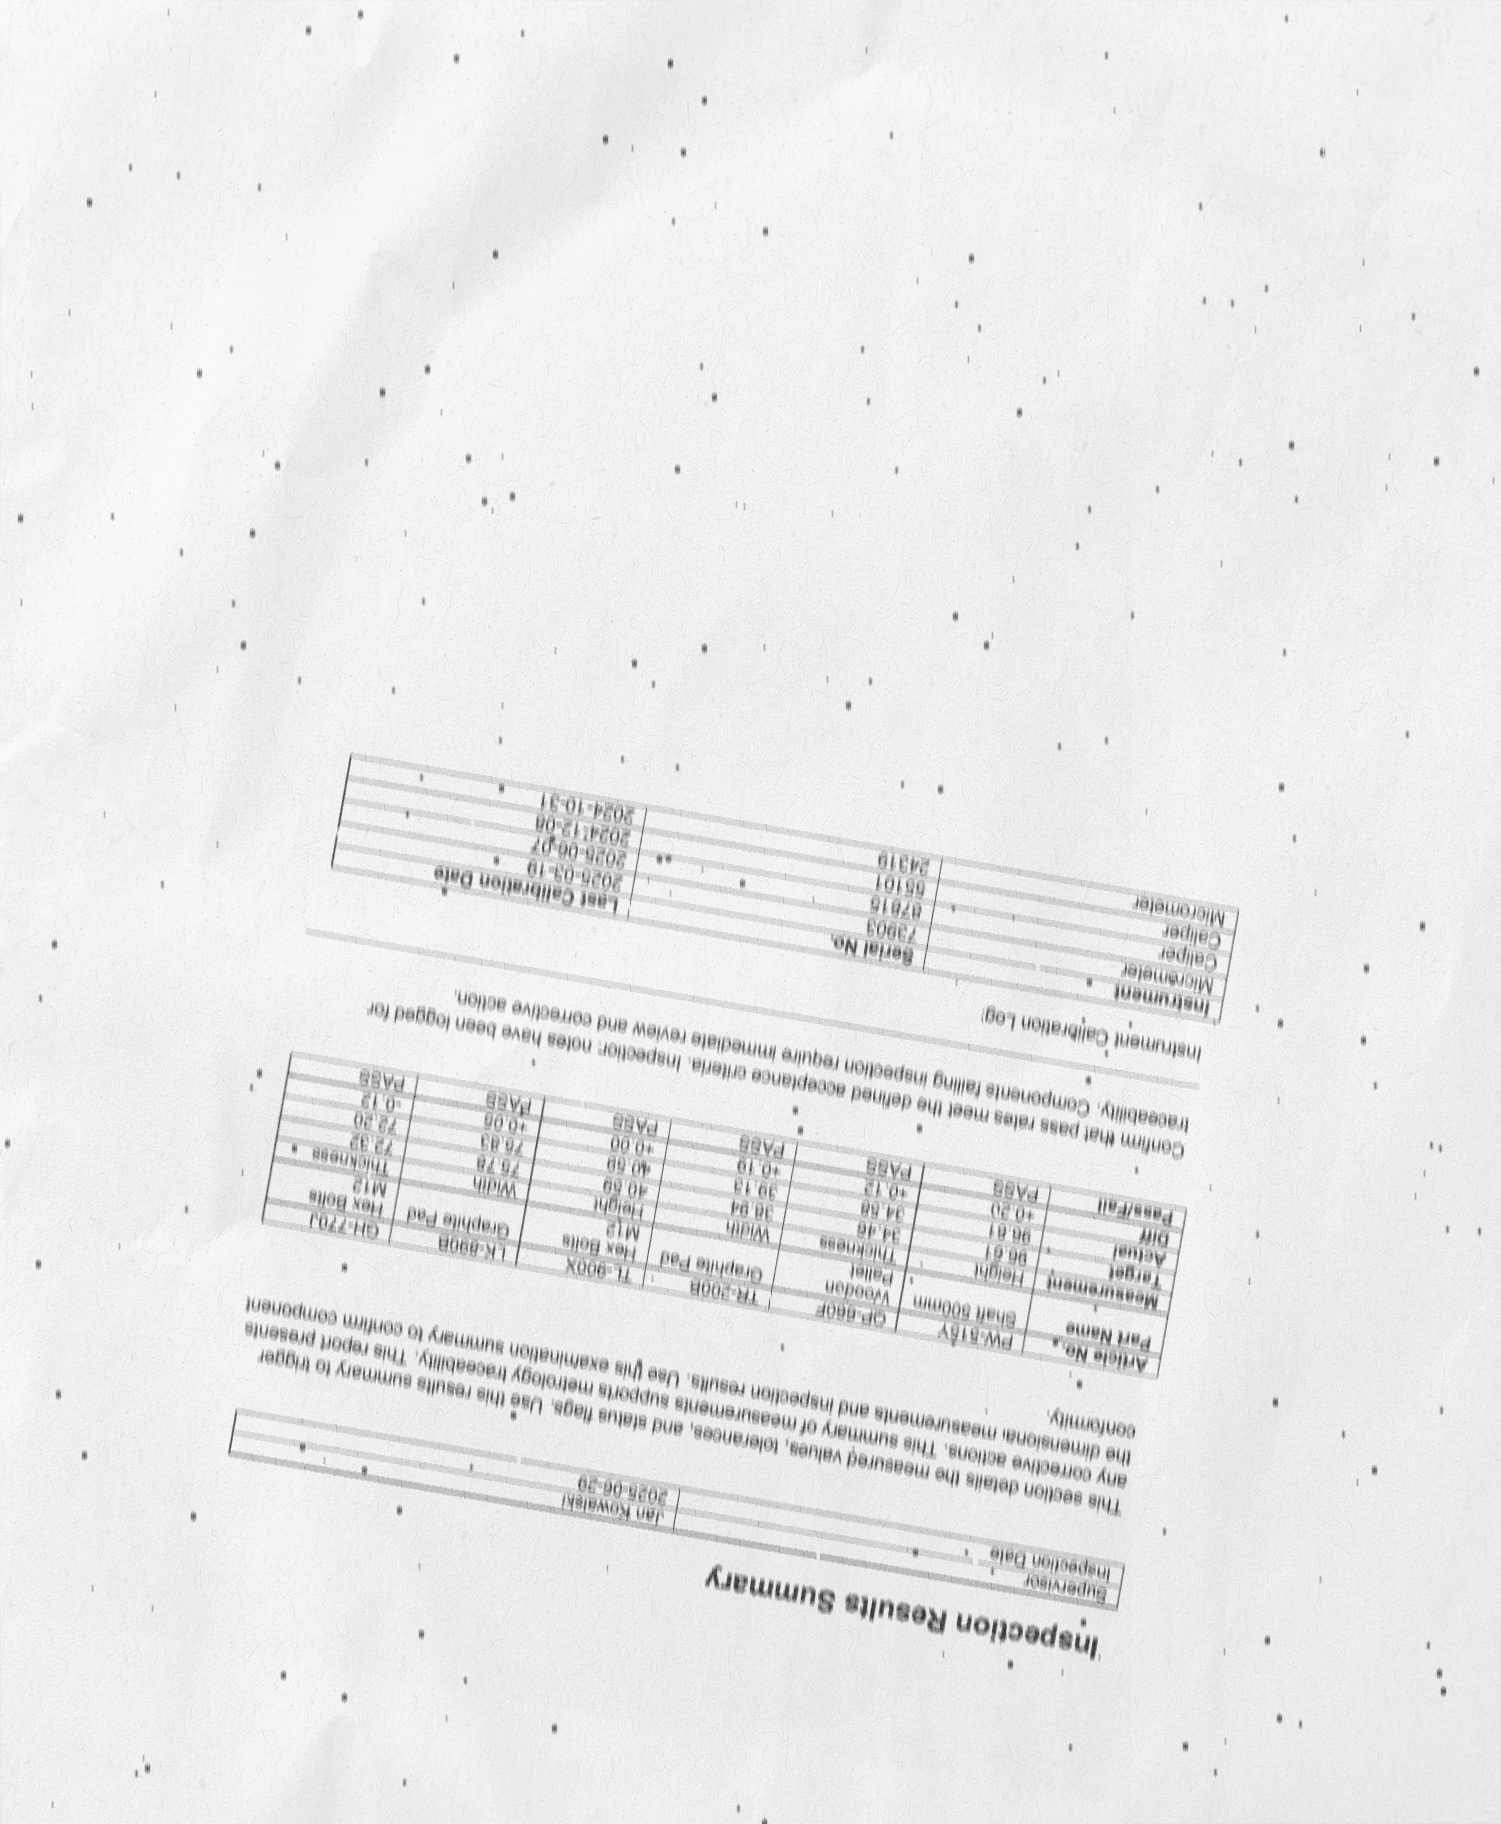 Inspection Results Summary
Supervisor Jan Kowalski
Inspection Date 2025-06-29
This section details the measured values, tolerances, and status flags. Use this results summary to trigger
any corrective actions. This summary of measurements supports metrology traceability. This report presents
the dimensional measurements and inspection results. Use this examination summary to confirm component
conformity.
Article No. PW-515Y QP-660F TR-200B TL-900X LK-890B GH-770J
Part Name Shaft 500mm Wooden Pallet Graphite Pad Hex Bolts M12 Graphite Pad Hex Bolts M12
Measurement Height Thickness Width Height Width Thickness
Target 96.61 34.46 38.94 40.59 75.78 72.32
Actual 96.81 34.58 39.13 40.59 75.83 72.20
Diff +0.20 +0.12 +0.19 +0.00 +0.05 -0.12
Pass/Fail PASS PASS PASS PASS PASS PASS
Confirm that pass rates meet the defined acceptance criteria. Inspection notes have been logged for
traceability. Components failing inspection require immediate review and corrective action.
Instrument Calibration Log:
Instrument Serial No. Last Calibration Date
Micrometer 73903 2025-03-19
Caliper 87815 2025-06-07
Caliper 55101 2024-12-08
Micrometer 24319 2024-10-31